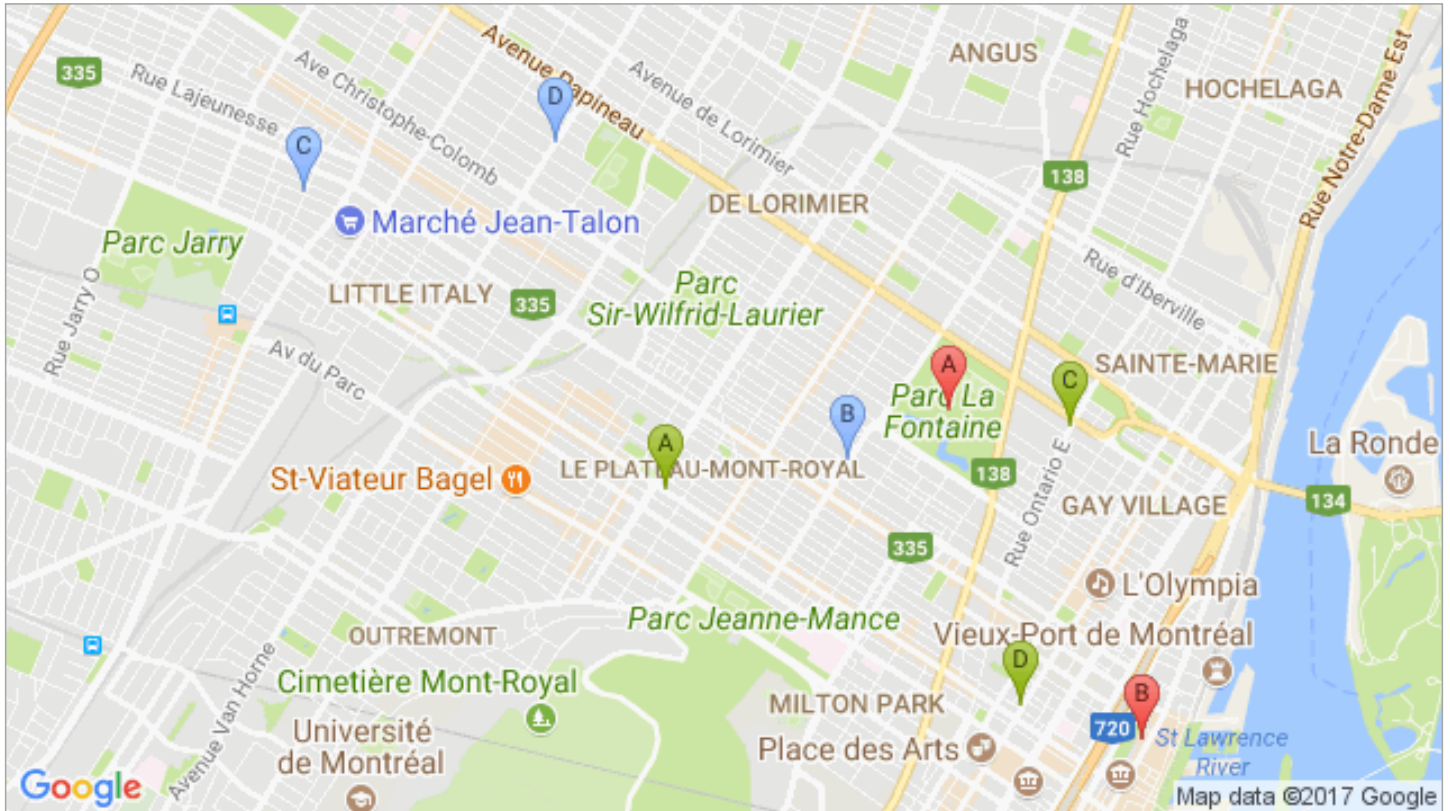 335
Rue Lajeunesse
Ave Christophe-Colomb
Avenue Papineau
Avenue de Lorimier
ANGUS
HOCHELAGA
Rue Hochelaga
Rue Notre-Dame Est
D
C
138
DE LORIMIER
Marché Jean-Talon
Parc Jarry
LITTLE ITALY
335
Parc
Sir-Wilfrid-Laurier
Rue d'Iberville
Rue Jarry O
Av du Parc
SAINTE-MARIE
A
C
Parc La
Fontaine
B
A
La Ronde
LE PLATEAU-MONT-ROYAL
St-Viateur Bagel
138
134
GAY VILLAGE
Rue Ontario E
335
L'Olympia
Parc Jeanne-Mance
OUTREMONT
Vieux-Port de Montréal
D
Cimetière Mont-Royal
B
MILTON PARK
Avenue Van Horne
Université
de Montréal
720
St Lawrence
River
Place des Arts
Google
Map data ©2017 Google